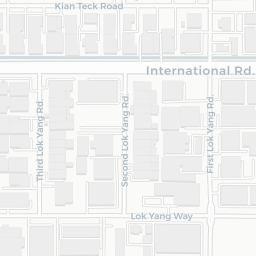 Kian Teck Road
International Rd.
Third Lok Yang Rd.
Second Lok Yang Rd.
First Lok Yang Rd.
Lok Yang Way